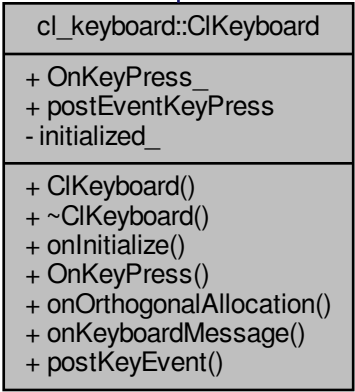 cl_keyboard::ClKeyboard
+ OnKeyPress_
+ postEventKeyPress
- initialized_
+ ClKeyboard()
+ ~ClKeyboard()
+ onInitialize()
+ OnKeyPress()
+ onOrthogonalAllocation()
+ onKeyboardMessage()
+ postKeyEvent()